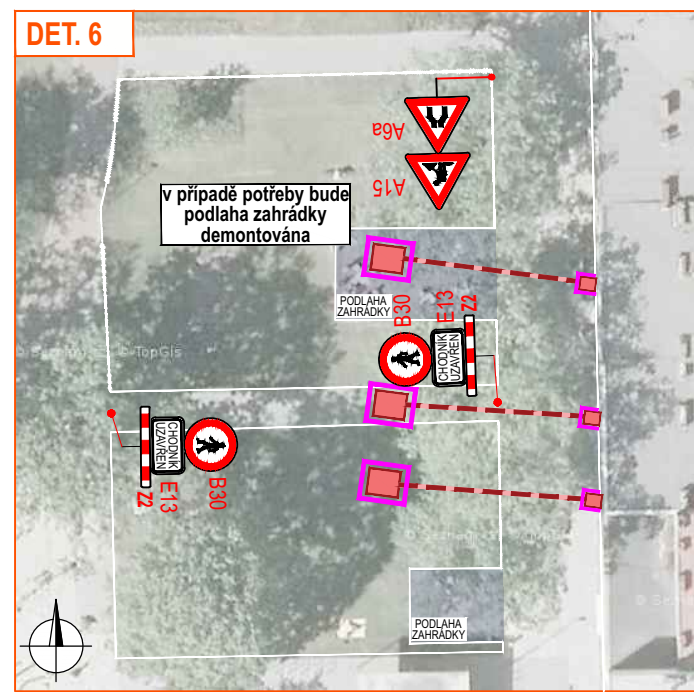 DET. 6
A6a
A15
v případě potřeby bude
podlaha zahrádky
demontována
PODLAHA
ZAHRÁDKY
B30
E13
Z2
CHODNÍK
UZAVŘEN
© TopGis
CHODNÍK
UZAVŘEN
Z2
E13
B30
PODLAHA
ZAHRÁDKY